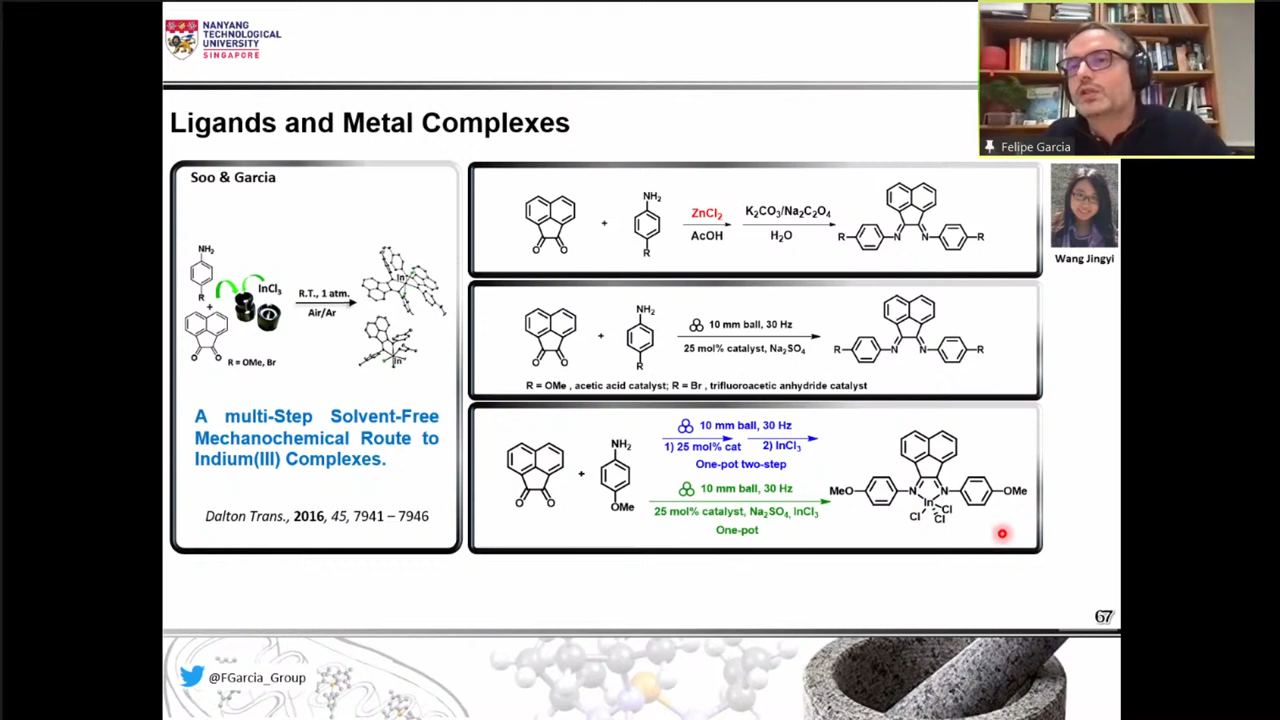 NANYANG
TECHNOLOGICAL
UNIVERSITY
SINGAPORE
Felipe Garcia
Ligands and Metal Complexes
Soo & Garcia
NH2
R
+
O O
InCl3
R.T., 1 atm.
Air/Ar
In
In
R = OMe, Br
A multi-Step Solvent-Free
Mechanochemical Route to
Indium(III) Complexes.
Dalton Trans., 2016, 45, 7941 – 7946
O O
+
NH2
R
ZnCl2
AcOH
K2CO3/Na2C2O4
H2O
R N N R
Wang Jingyi
O O
+
NH2
R
10 mm ball, 30 Hz
25 mol% catalyst, Na2SO4
R N N R
R = OMe , acetic acid catalyst; R = Br , trifluoroacetic anhydride catalyst
O O
+
NH2
OMe
10 mm ball, 30 Hz
1) 25 mol% cat 2) InCl3
One-pot two-step
10 mm ball, 30 Hz
25 mol% catalyst, Na2SO4, InCl3
One-pot
MeO N N OMe
In
Cl Cl
Cl
67
@FGarcia_Group